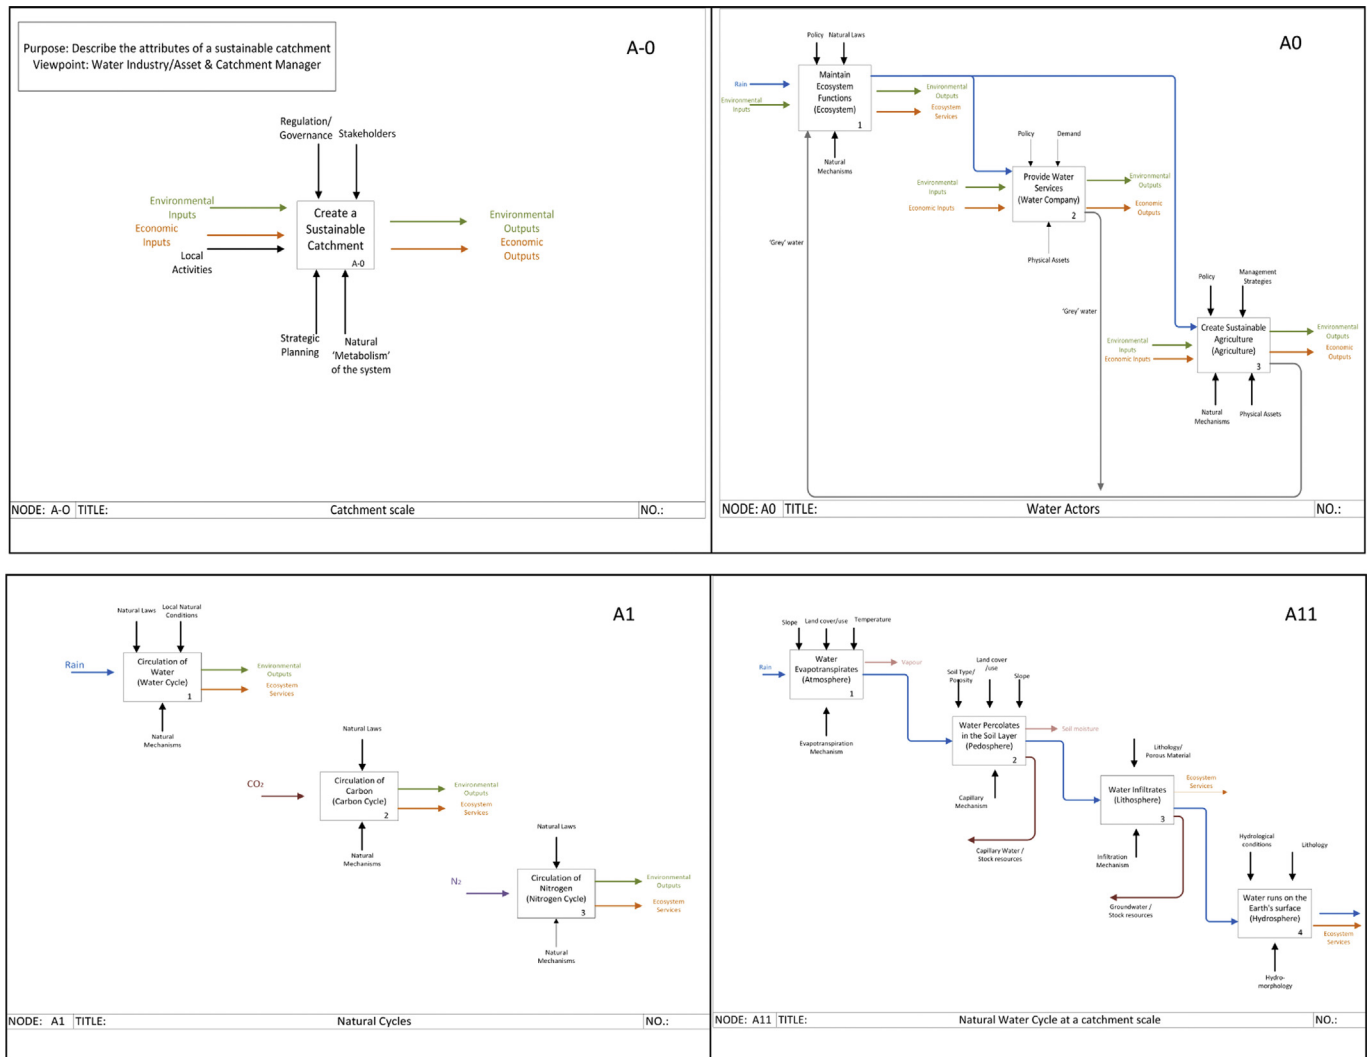 Purpose: Describe the attributes of a sustainable catchment
Viewpoint: Water Industry/Asset & Catchment Manager
A-0
Regulation/
Governance
Stakeholders
Environmental
Inputs
Economic
Inputs
Local
Activities
Create a
Sustainable
Catchment
A-0
Environmental
Outputs
Economic
Outputs
Strategic
Planning
Natural
'Metabolism'
of the system
NODE: A-O TITLE: Catchment scale NO.:
A0
Policy
Natural Laws
Rain
Environmental
Inputs
Maintain
Ecosystem
Functions
(Ecosystem)
1
Environmental
Outputs
Ecosystem
Services
Natural
Mechanisms
Policy
Demand
Environmental
Inputs
Economic Inputs
Provide Water
Services
(Water Company)
2
Environmental
Outputs
Economic
Outputs
Physical Assets
'Grey' water
'Grey' water
Policy
Management
Strategies
Environmental
Inputs
Economic Inputs
Create Sustainable
Agriculture
(Agriculture)
3
Environmental
Outputs
Economic
Outputs
Natural
Mechanisms
Physical Assets
NODE: A0 TITLE: Water Actors NO.:
A1
Natural Laws
Local Natural
Conditions
Rain
Circulation of
Water
(Water Cycle)
1
Environmental
Outputs
Ecosystem
Services
Natural
Mechanisms
Natural Laws
CO₂
Circulation of
Carbon
(Carbon Cycle)
2
Environmental
Outputs
Ecosystem
Services
Natural
Mechanisms
Natural Laws
N₂
Circulation of
Nitrogen
(Nitrogen Cycle)
3
Environmental
Outputs
Ecosystem
Services
Natural
Mechanisms
NODE: A1 TITLE: Natural Cycles NO.:
A11
Slope
Land cover/use
Temperature
Rain
Water
Evapotranspirates
(Atmosphere)
1
Vapour
Evapotranspiration
Mechanism
Soil Type/
Porosity
Land cover
/use
Slope
Water Percolates
in the Soil Layer
(Pedosphere)
2
Soil moisture
Capillary
Mechanism
Capillary Water /
Stock resources
Lithology/
Porous Material
Water Infiltrates
(Lithosphere)
3
Ecosystem
Services
Infiltration
Mechanism
Groundwater /
Stock resources
Hydrological
conditions
Lithology
Water runs on the
Earth's surface
(Hydrosphere)
4
Ecosystem
Services
Hydro-
morphology
NODE: A11 TITLE: Natural Water Cycle at a catchment scale NO.: